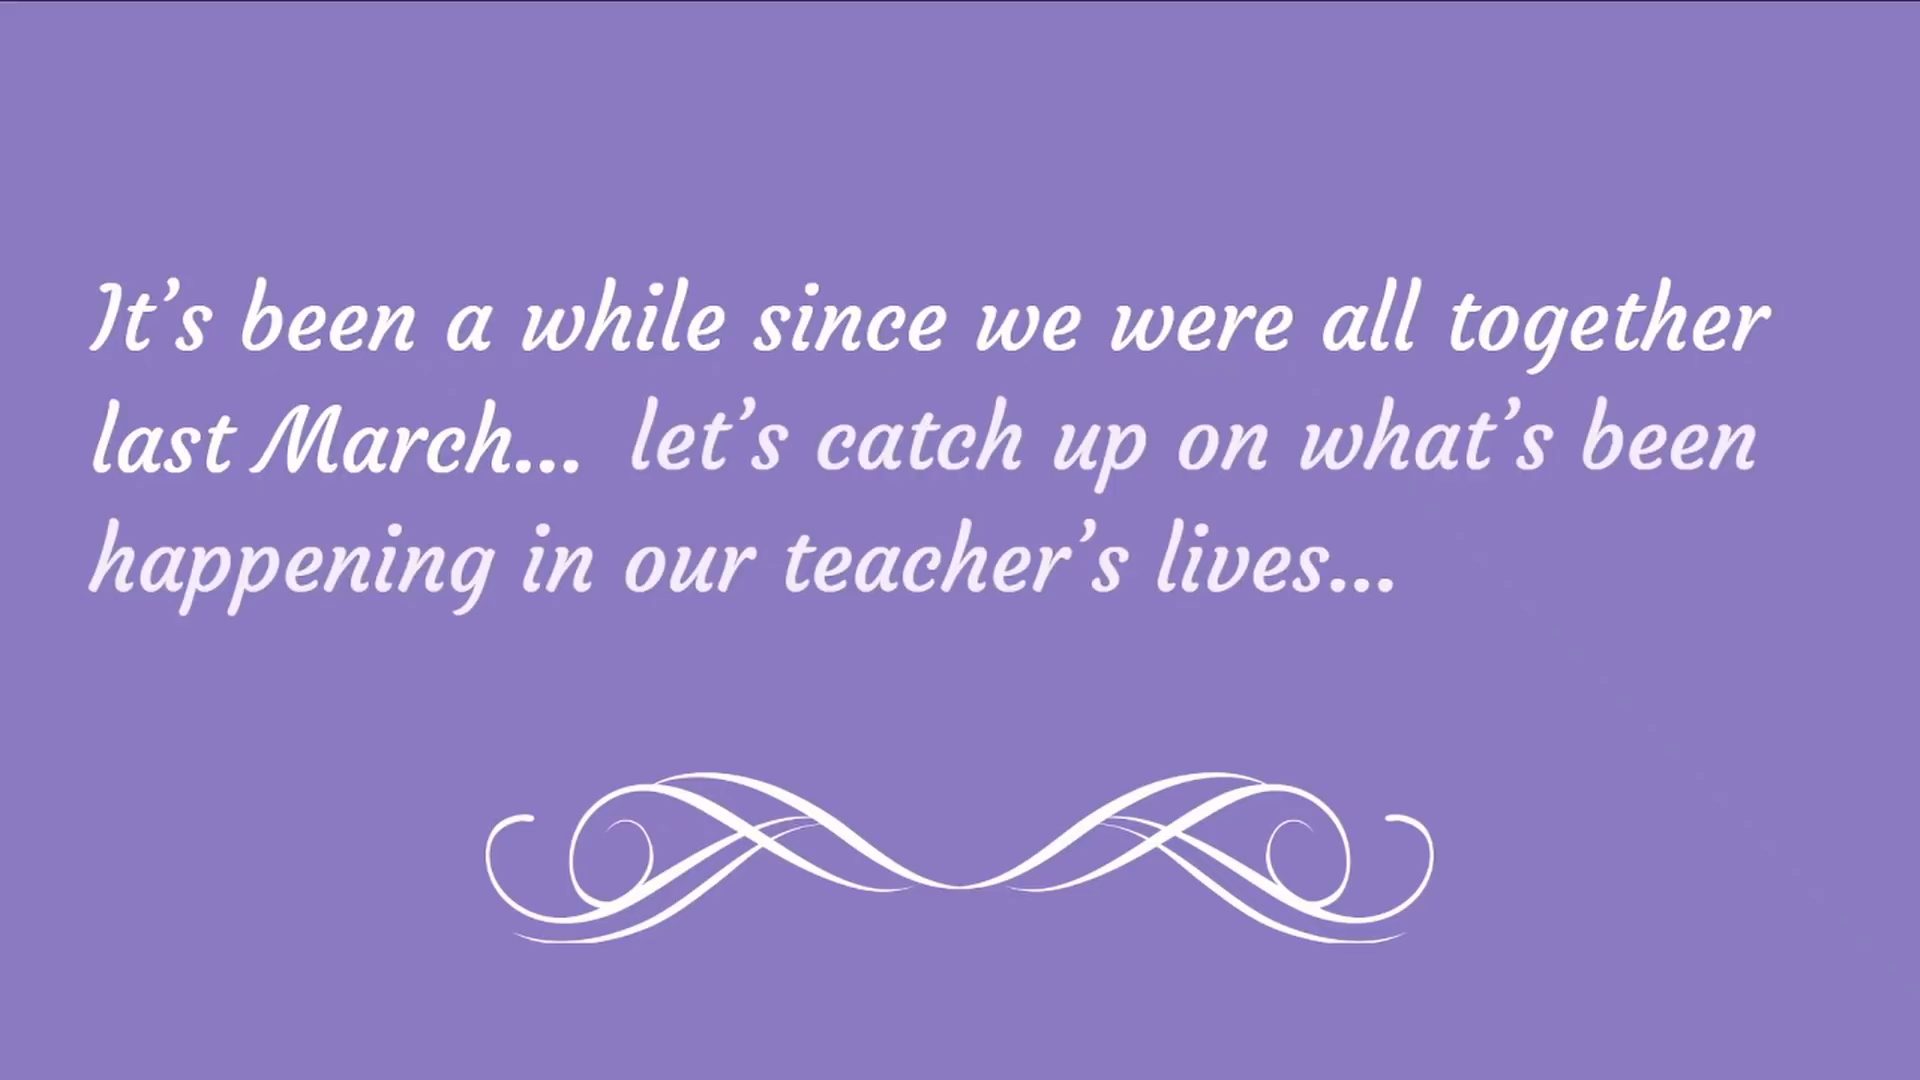 It’s been a while since we were all together
last March... let’s catch up on what’s been
happening in our teacher’s lives...